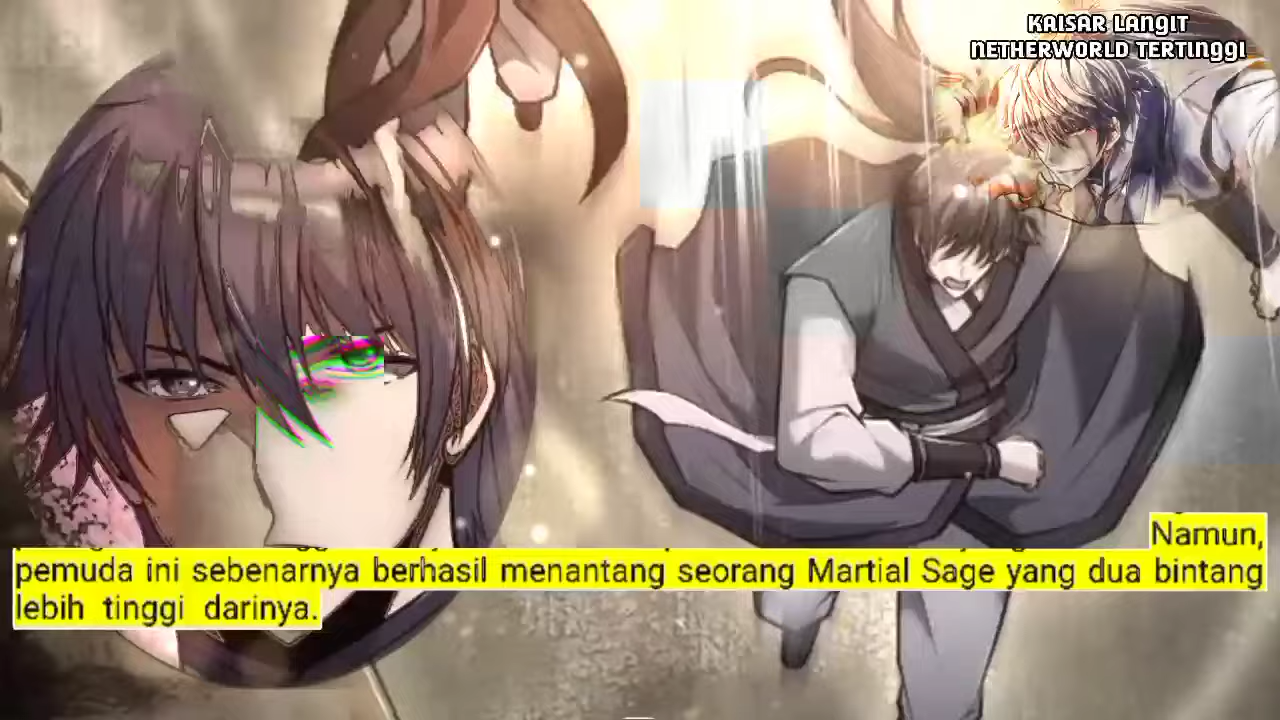 KAISAR LANGIT
NETHERWORLD TERTINGGI
Namun,
pemuda ini sebenarnya berhasil menantang seorang Martial Sage yang dua bintang
lebih tinggi darinya.